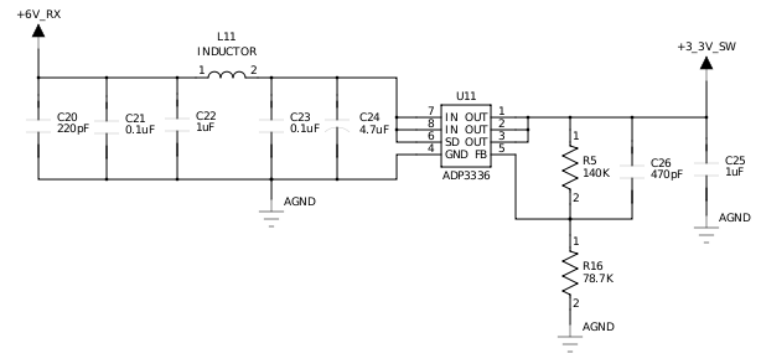 +6V_RX
L11
INDUCTOR
1 2
+3_3V_SW
C20
220pF
C21
0.1uF
C22
1uF
C23
0.1uF
C24
4.7uF
U11
7 IN OUT 1
8 IN OUT 2
6 SD OUT 3
4 GND FB 5
ADP3336
1
R5
140K
2
C26
470pF
C25
1uF
AGND
AGND
1
R16
78.7K
2
AGND